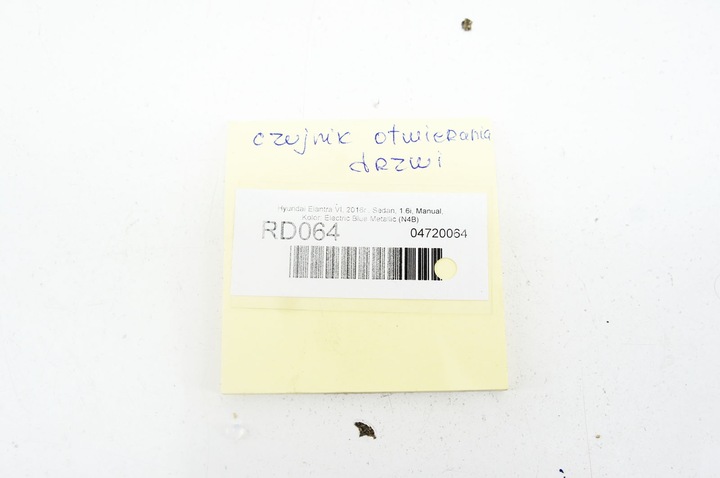 czujnik otwierania
drzwi
Hyundai Elantra VI, 2016r., Sedan, 1.6i, Manual,
Kolor: Electric Blue Metallic (N4B)
RD064
04720064